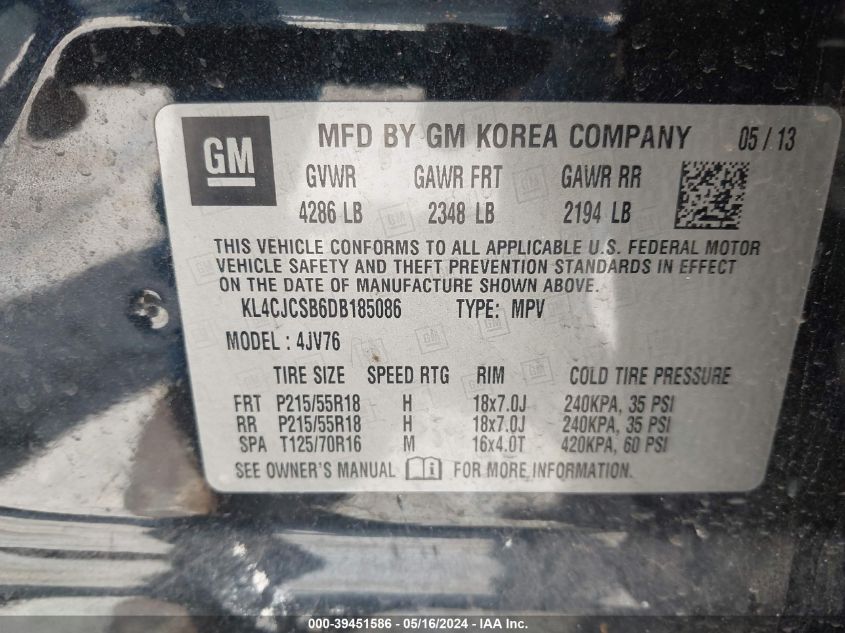 GM MFD BY GM KOREA COMPANY 05/13
GVWR GAWR FRT GAWR RR
4286 LB 2348 LB 2194 LB
THIS VEHICLE CONFORMS TO ALL APPLICABLE U.S. FEDERAL MOTOR
VEHICLE SAFETY AND THEFT PREVENTION STANDARDS IN EFFECT
ON THE DATE OF MANUFACTURE SHOWN ABOVE.
KL4CJCSB6DB185086 TYPE: MPV
MODEL: 4JV76
TIRE SIZE SPEED RTG RIM COLD TIRE PRESSURE
FRT P215/55R18 H 18x7.0J 240KPA, 35 PSI
RR P215/55R18 H 18x7.0J 240KPA, 35 PSI
SPA T125/70R16 M 16x4.0T 420KPA, 60 PSI
SEE OWNER'S MANUAL FOR MORE INFORMATION.
000-39451586 - 05/16/2024 - IAA Inc.